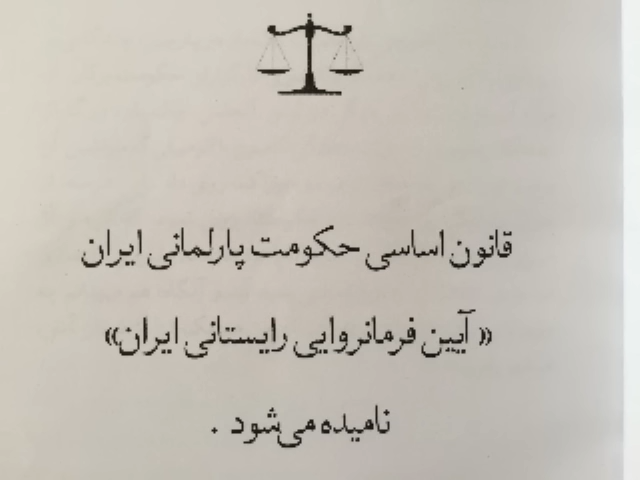 قانون اساسی حکومت پارلمانی ایران
« آیین فرمانروایی رایستانی ایران»
نامیده می‌شود .